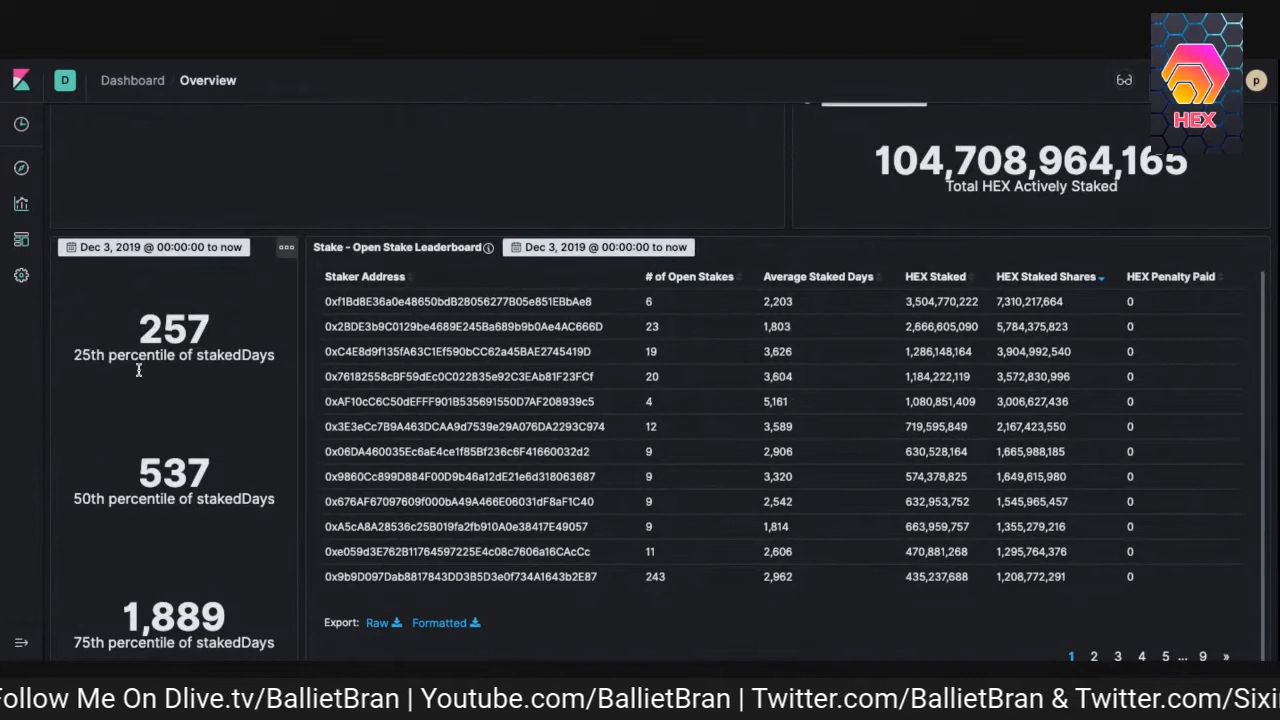 D Dashboard / Overview
p
HEX
104,708,964,165
Total HEX Actively Staked
Dec 3, 2019 @ 00:00:00 to now
257
25th percentile of stakedDays
537
50th percentile of stakedDays
1,889
75th percentile of stakedDays
Stake - Open Stake Leaderboard Dec 3, 2019 @ 00:00:00 to now
Staker Address # of Open Stakes Average Staked Days HEX Staked HEX Staked Shares HEX Penalty Paid
0xf1Bd8E36a0e48650bdB28056277B05e851EBbAe8 6 2,203 3,504,770,222 7,310,217,664 0
0x2BDE3b9C0129be4689E245Ba689b9b0Ae4AC666D 23 1,803 2,666,605,090 5,784,375,823 0
0xC4E8d9f135fA63C1Ef590bCC62a45BAE2745419D 19 3,626 1,286,148,164 3,904,992,540 0
0x76182558cBF59dEc0C022835e92C3EAb81F23FCf 20 3,604 1,184,222,119 3,572,830,996 0
0xAF10cC6C50dEFFF901B535691550D7AF208939c5 4 5,161 1,080,851,409 3,006,627,436 0
0x3E3eCc7B9A463DCAA9d7539e29A076DA2293C974 12 3,589 719,595,849 2,167,423,550 0
0x06DA460035Ec6aE4ce1f85Bf236c6F41660032d2 9 2,906 630,528,164 1,665,988,185 0
0x9860Cc899D884F00D9b46a12dE21e6d318063687 9 3,320 574,378,825 1,649,615,980 0
0x676AF67097609f000bA49A466E06031dF8aF1C40 9 2,542 632,953,752 1,545,965,457 0
0xA5cA8A28536c25B019fa2fb910A0e38417E49057 9 1,814 663,959,757 1,355,279,216 0
0xe059d3E762B11764597225E4c08c7606a16CAcCc 11 2,606 470,881,268 1,295,764,376 0
0x9b9D097Dab8817843DD3B5D3e0f734A1643b2E87 243 2,962 435,237,688 1,208,772,291 0
Export: Raw Formatted
1 2 3 4 5 ... 9 »
Follow Me On Dlive.tv/BallietBran | Youtube.com/BallietBran | Twitter.com/BallietBran & Twitter.com/Sixi